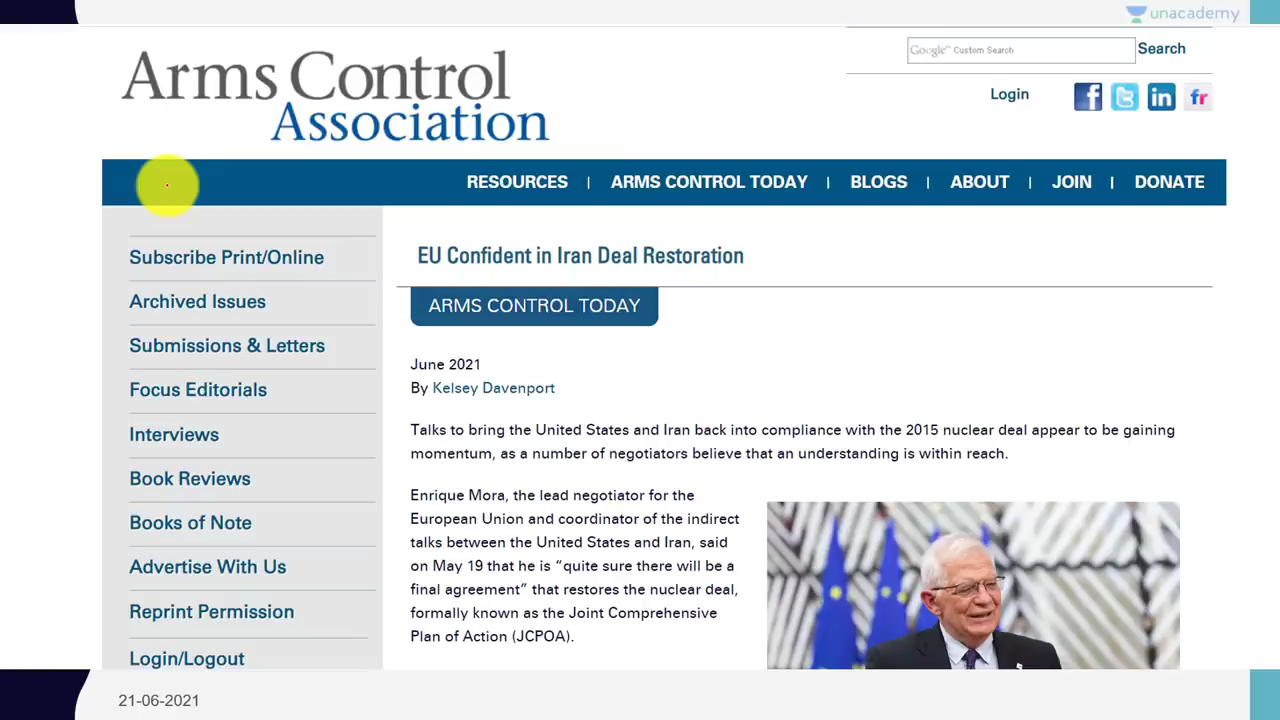 unacademy
Arms Control
Association
Google™ Custom Search
Search
Login
f
t
in
fr
RESOURCES | ARMS CONTROL TODAY | BLOGS | ABOUT | JOIN | DONATE
Subscribe Print/Online
Archived Issues
Submissions & Letters
Focus Editorials
Interviews
Book Reviews
Books of Note
Advertise With Us
Reprint Permission
Login/Logout
EU Confident in Iran Deal Restoration
ARMS CONTROL TODAY
June 2021
By Kelsey Davenport
Talks to bring the United States and Iran back into compliance with the 2015 nuclear deal appear to be gaining
momentum, as a number of negotiators believe that an understanding is within reach.
Enrique Mora, the lead negotiator for the
European Union and coordinator of the indirect
talks between the United States and Iran, said
on May 19 that he is “quite sure there will be a
final agreement” that restores the nuclear deal,
formally known as the Joint Comprehensive
Plan of Action (JCPOA).
21-06-2021